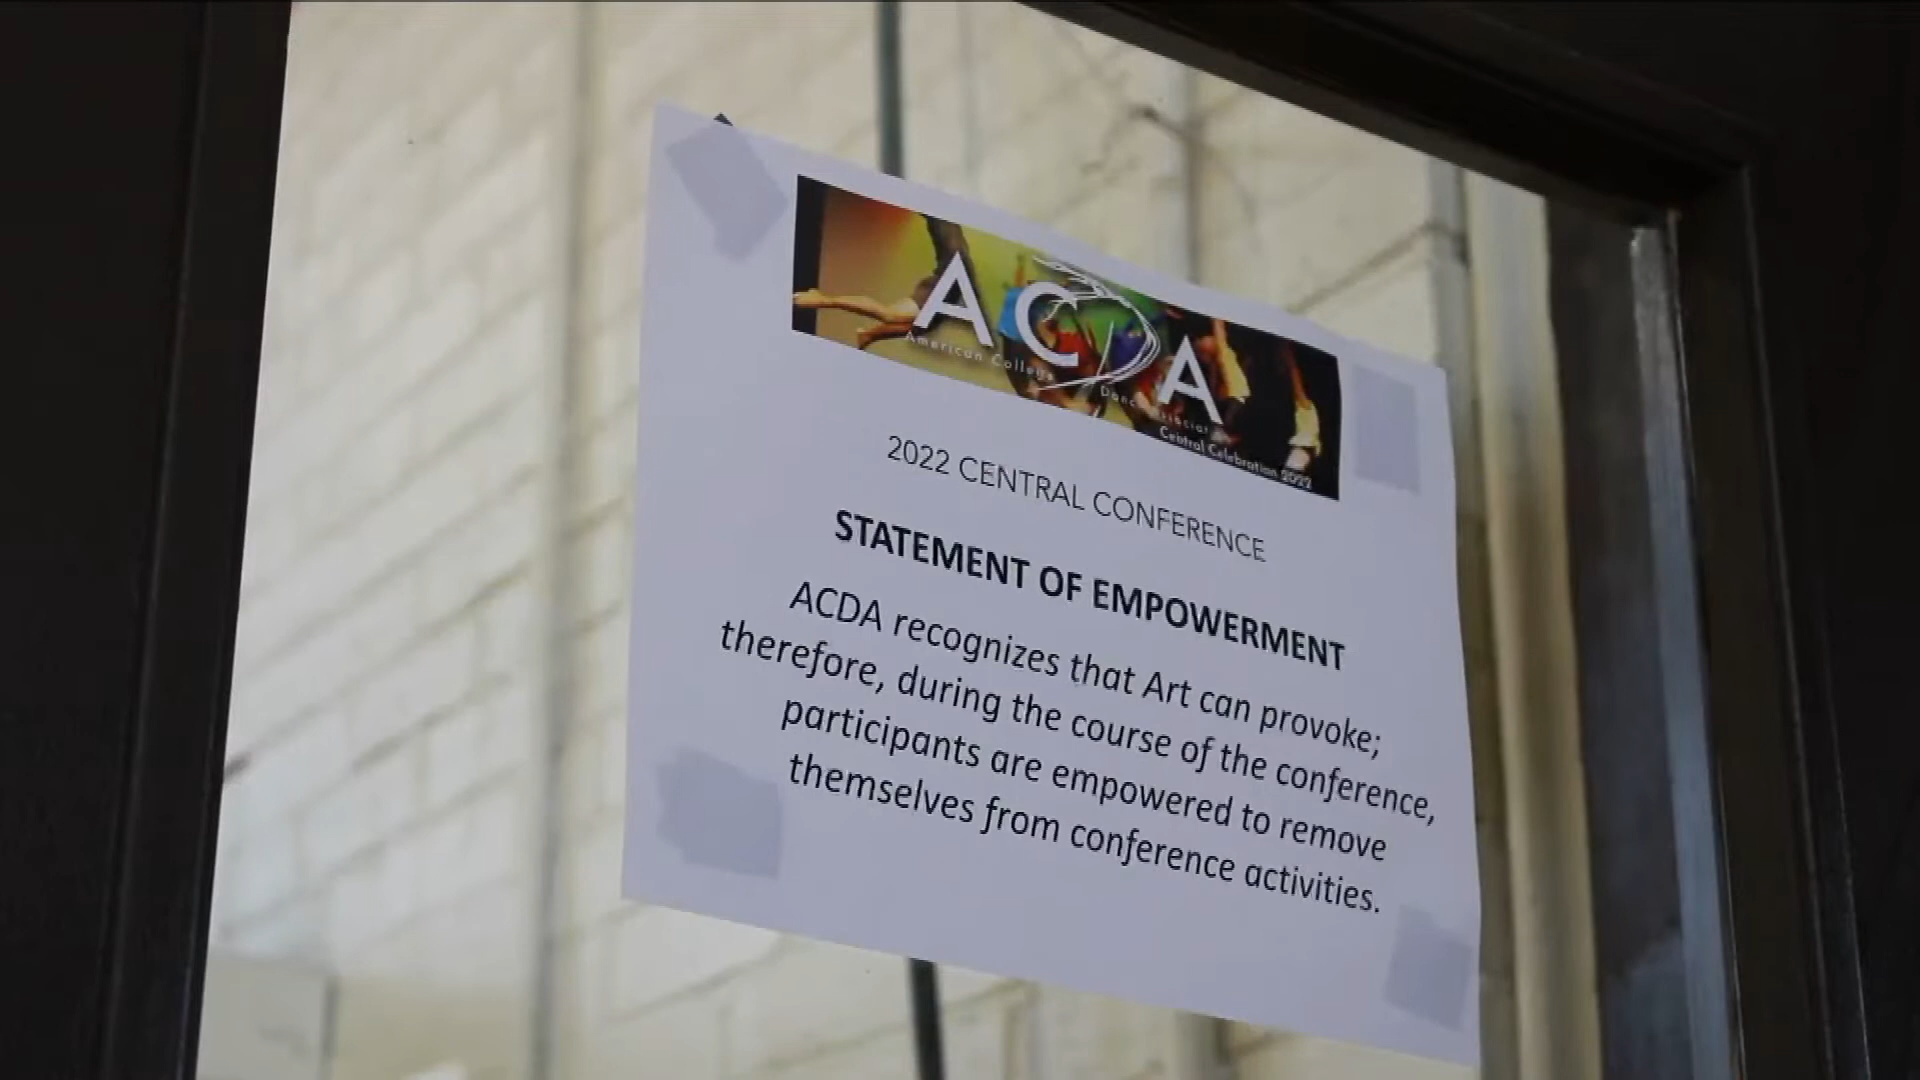 ACDA
American College Dance
Central Celebration 2022
2022 CENTRAL CONFERENCE
STATEMENT OF EMPOWERMENT
ACDA recognizes that Art can provoke;
therefore, during the course of the conference,
participants are empowered to remove
themselves from conference activities.